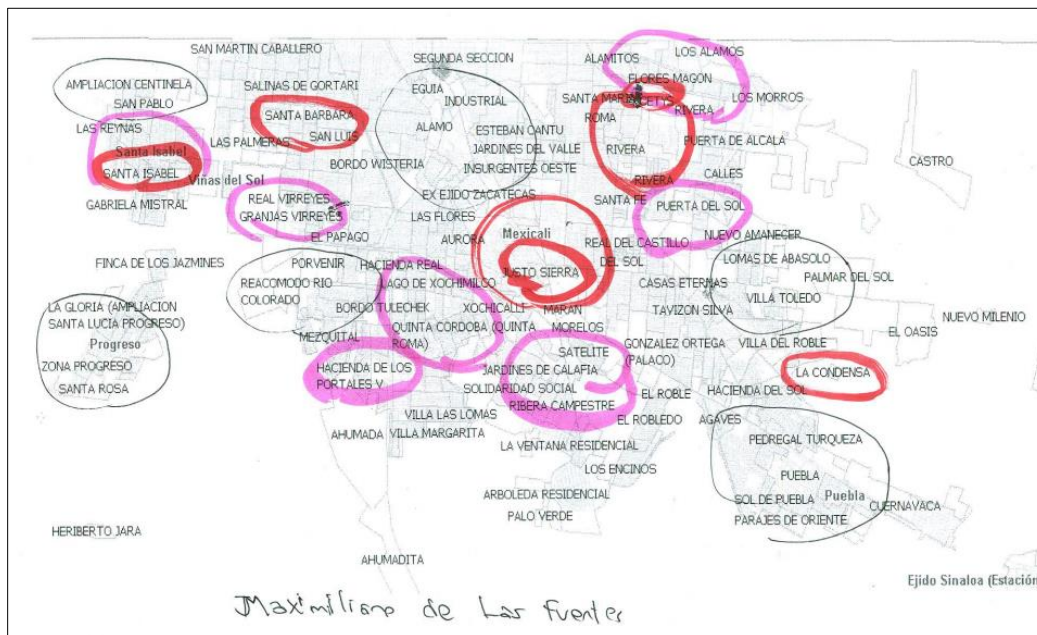 SAN MARTIN CABALLERO
SEGUNDA SECCION
ALAMITOS
LOS ALAMOS
AMPLIACION CENTINELA
SAN PABLO
SALINAS DE GORTARI
EGUIA
INDUSTRIAL
FLORES MAGON
SANTA MARIA
CETYS
LOS MORROS
RIVERA
ROMA
SANTA BARBARA
SAN LUIS
LAS REYNAS
ALAMO
ESTEBAN CANTU
JARDINES DEL VALLE
INSURGENTES OESTE
RIVERA
PUERTA DE ALCALA
LAS PALMERAS
Santa Isabel
SANTA ISABEL
BORDO WISTERIA
CASTRO
Viñas del Sol
RIVERA
CALLES
GABRIELA MISTRAL
REAL VIRREYES
GRANJAS VIRREYES
EX EJIDO ZACATECAS
SANTA FE
PUERTA DEL SOL
LAS FLORES
EL PAPAGO
AURORA
Mexicali
NUEVO AMANECER
REAL DEL CASTILLO
DEL SOL
FINCA DE LOS JAZMINES
PORVENIR
HACIENDA REAL
LOMAS DE ABASOLO
JUSTO SIERRA
PALMAR DEL SOL
REACOMODO RIO
COLORADO
LAGO DE XOCHIMILCO
CASAS ETERNAS
VILLA TOLEDO
LA GLORIA (AMPLIACION
SANTA LUCIA PROGRESO)
BORDO TULECHEK
XOCHICALLI
MARAN
TAVIZON SILVA
NUEVO MILENIO
Progreso
MEZQUITAL
QUINTA CORDOBA (QUINTA
ROMA)
MORELOS
EL OASIS
GONZALEZ ORTEGA
(PALACO)
VILLA DEL ROBLE
SATELITE
ZONA PROGRESO
HACIENDA DE LOS
PORTALES V
JARDINES DE CALAFIA
LA CONDENSA
SANTA ROSA
SOLIDARIDAD SOCIAL
EL ROBLE
HACIENDA DEL SOL
RIBERA CAMPESTRE
VILLA LAS LOMAS
EL ROBLEDO
AGAVES
AHUMADA
VILLA MARGARITA
LA VENTANA RESIDENCIAL
PEDREGAL TURQUEZA
LOS ENCINOS
PUEBLA
ARBOLEDA RESIDENCIAL
SOL DE PUEBLA
Puebla
CUERNAVACA
PALO VERDE
PARAJES DE ORIENTE
HERIBERTO JARA
AHUMADITA
Ejido Sinaloa (Estación
Maximiliano de Las Fuentes